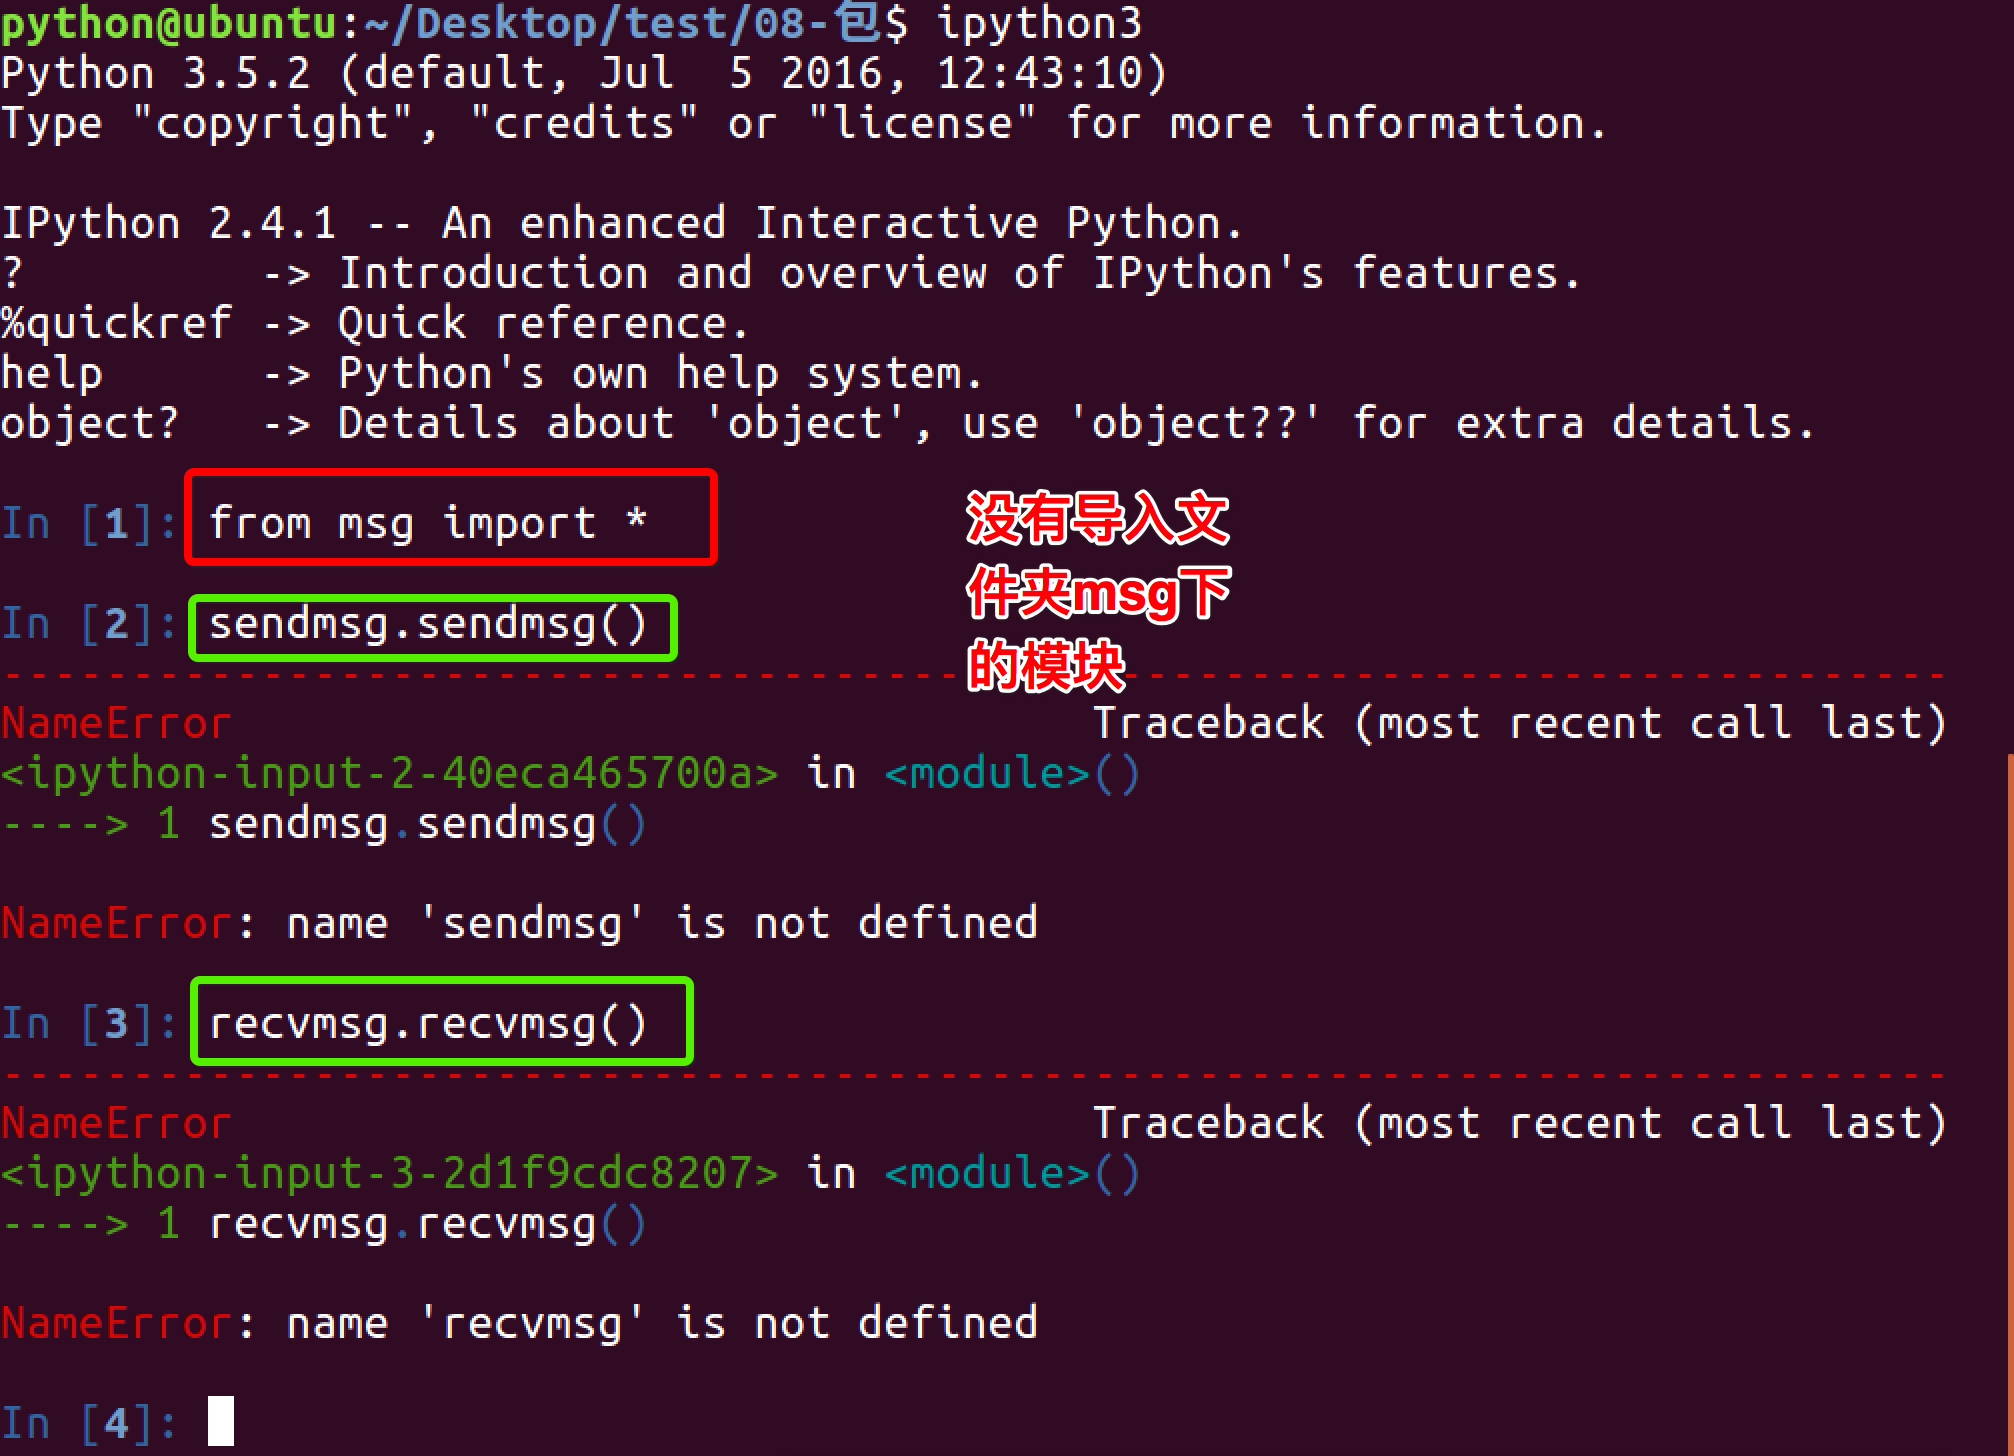 python@ubuntu:~/Desktop/test/08-包$ ipython3
Python 3.5.2 (default, Jul  5 2016, 12:43:10)
Type "copyright", "credits" or "license" for more information.
IPython 2.4.1 -- An enhanced Interactive Python.
?         -> Introduction and overview of IPython's features.
%quickref -> Quick reference.
help      -> Python's own help system.
object?   -> Details about 'object', use 'object??' for extra details.
In [1]: from msg import *
没有导入文
件夹msg下
的模块
In [2]: sendmsg.sendmsg()
---------------------------------------------------------------------------
NameError                                 Traceback (most recent call last)
<ipython-input-2-40eca465700a> in <module>()
----> 1 sendmsg.sendmsg()
NameError: name 'sendmsg' is not defined
In [3]: recvmsg.recvmsg()
---------------------------------------------------------------------------
NameError                                 Traceback (most recent call last)
<ipython-input-3-2d1f9cdc8207> in <module>()
----> 1 recvmsg.recvmsg()
NameError: name 'recvmsg' is not defined
In [4]: